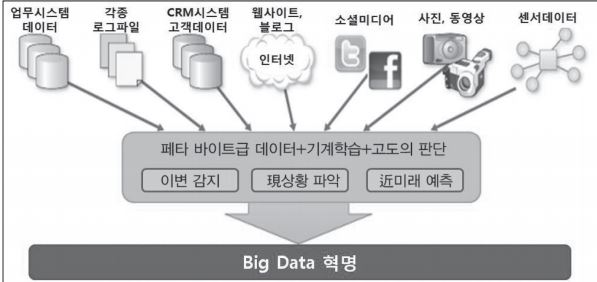 업무시스템
데이터
각종
로그파일
CRM시스템
고객데이터
웹사이트,
블로그
인터넷
소셜미디어
사진, 동영상
센서데이터
페타 바이트급 데이터+기계학습+고도의 판단
이변 감지
現상황 파악
近미래 예측
Big Data 혁명